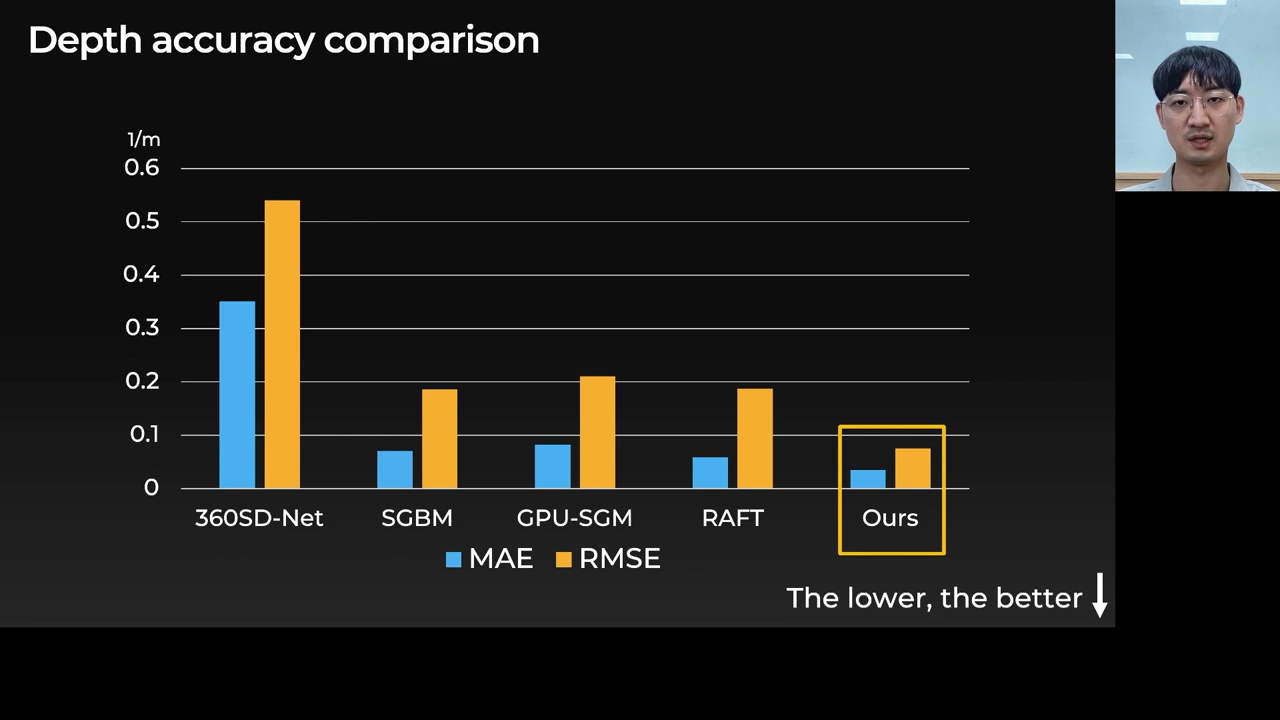 Depth accuracy comparison
1/m
0.6
0.5
0.4
0.3
0.2
0.1
0
360SD-Net SGBM GPU-SGM RAFT Ours
MAE RMSE
The lower, the better